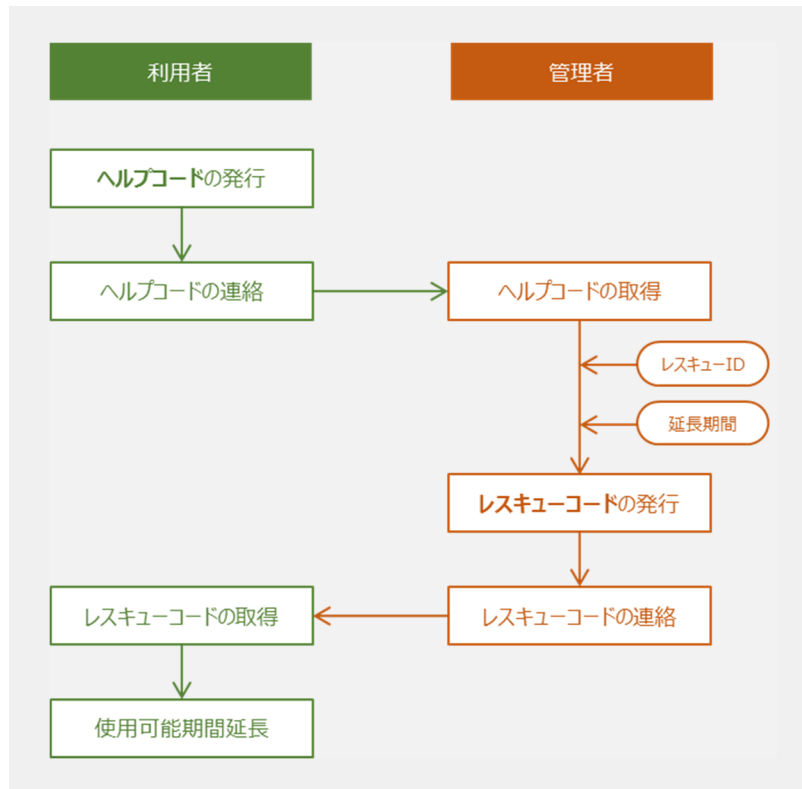 利用者
管理者
ヘルプコードの発行
ヘルプコードの連絡
ヘルプコードの取得
レスキューID
延長期間
レスキューコードの発行
レスキューコードの取得
レスキューコードの連絡
使用可能期間延長